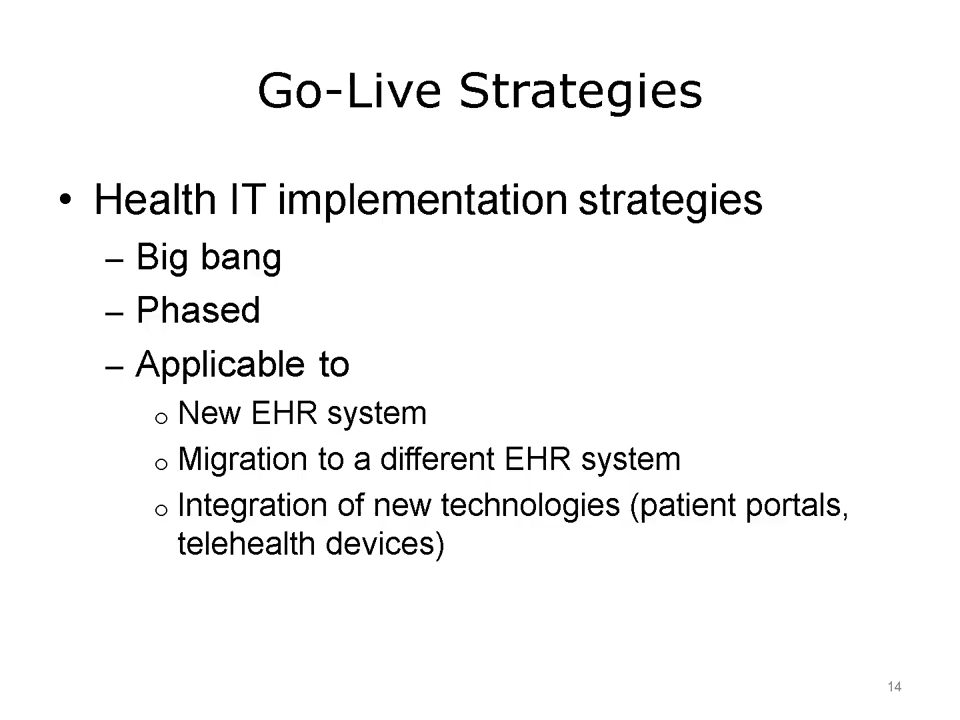 Go-Live Strategies
• Health IT implementation strategies
– Big bang
– Phased
– Applicable to
o New EHR system
o Migration to a different EHR system
o Integration of new technologies (patient portals,
telehealth devices)
14